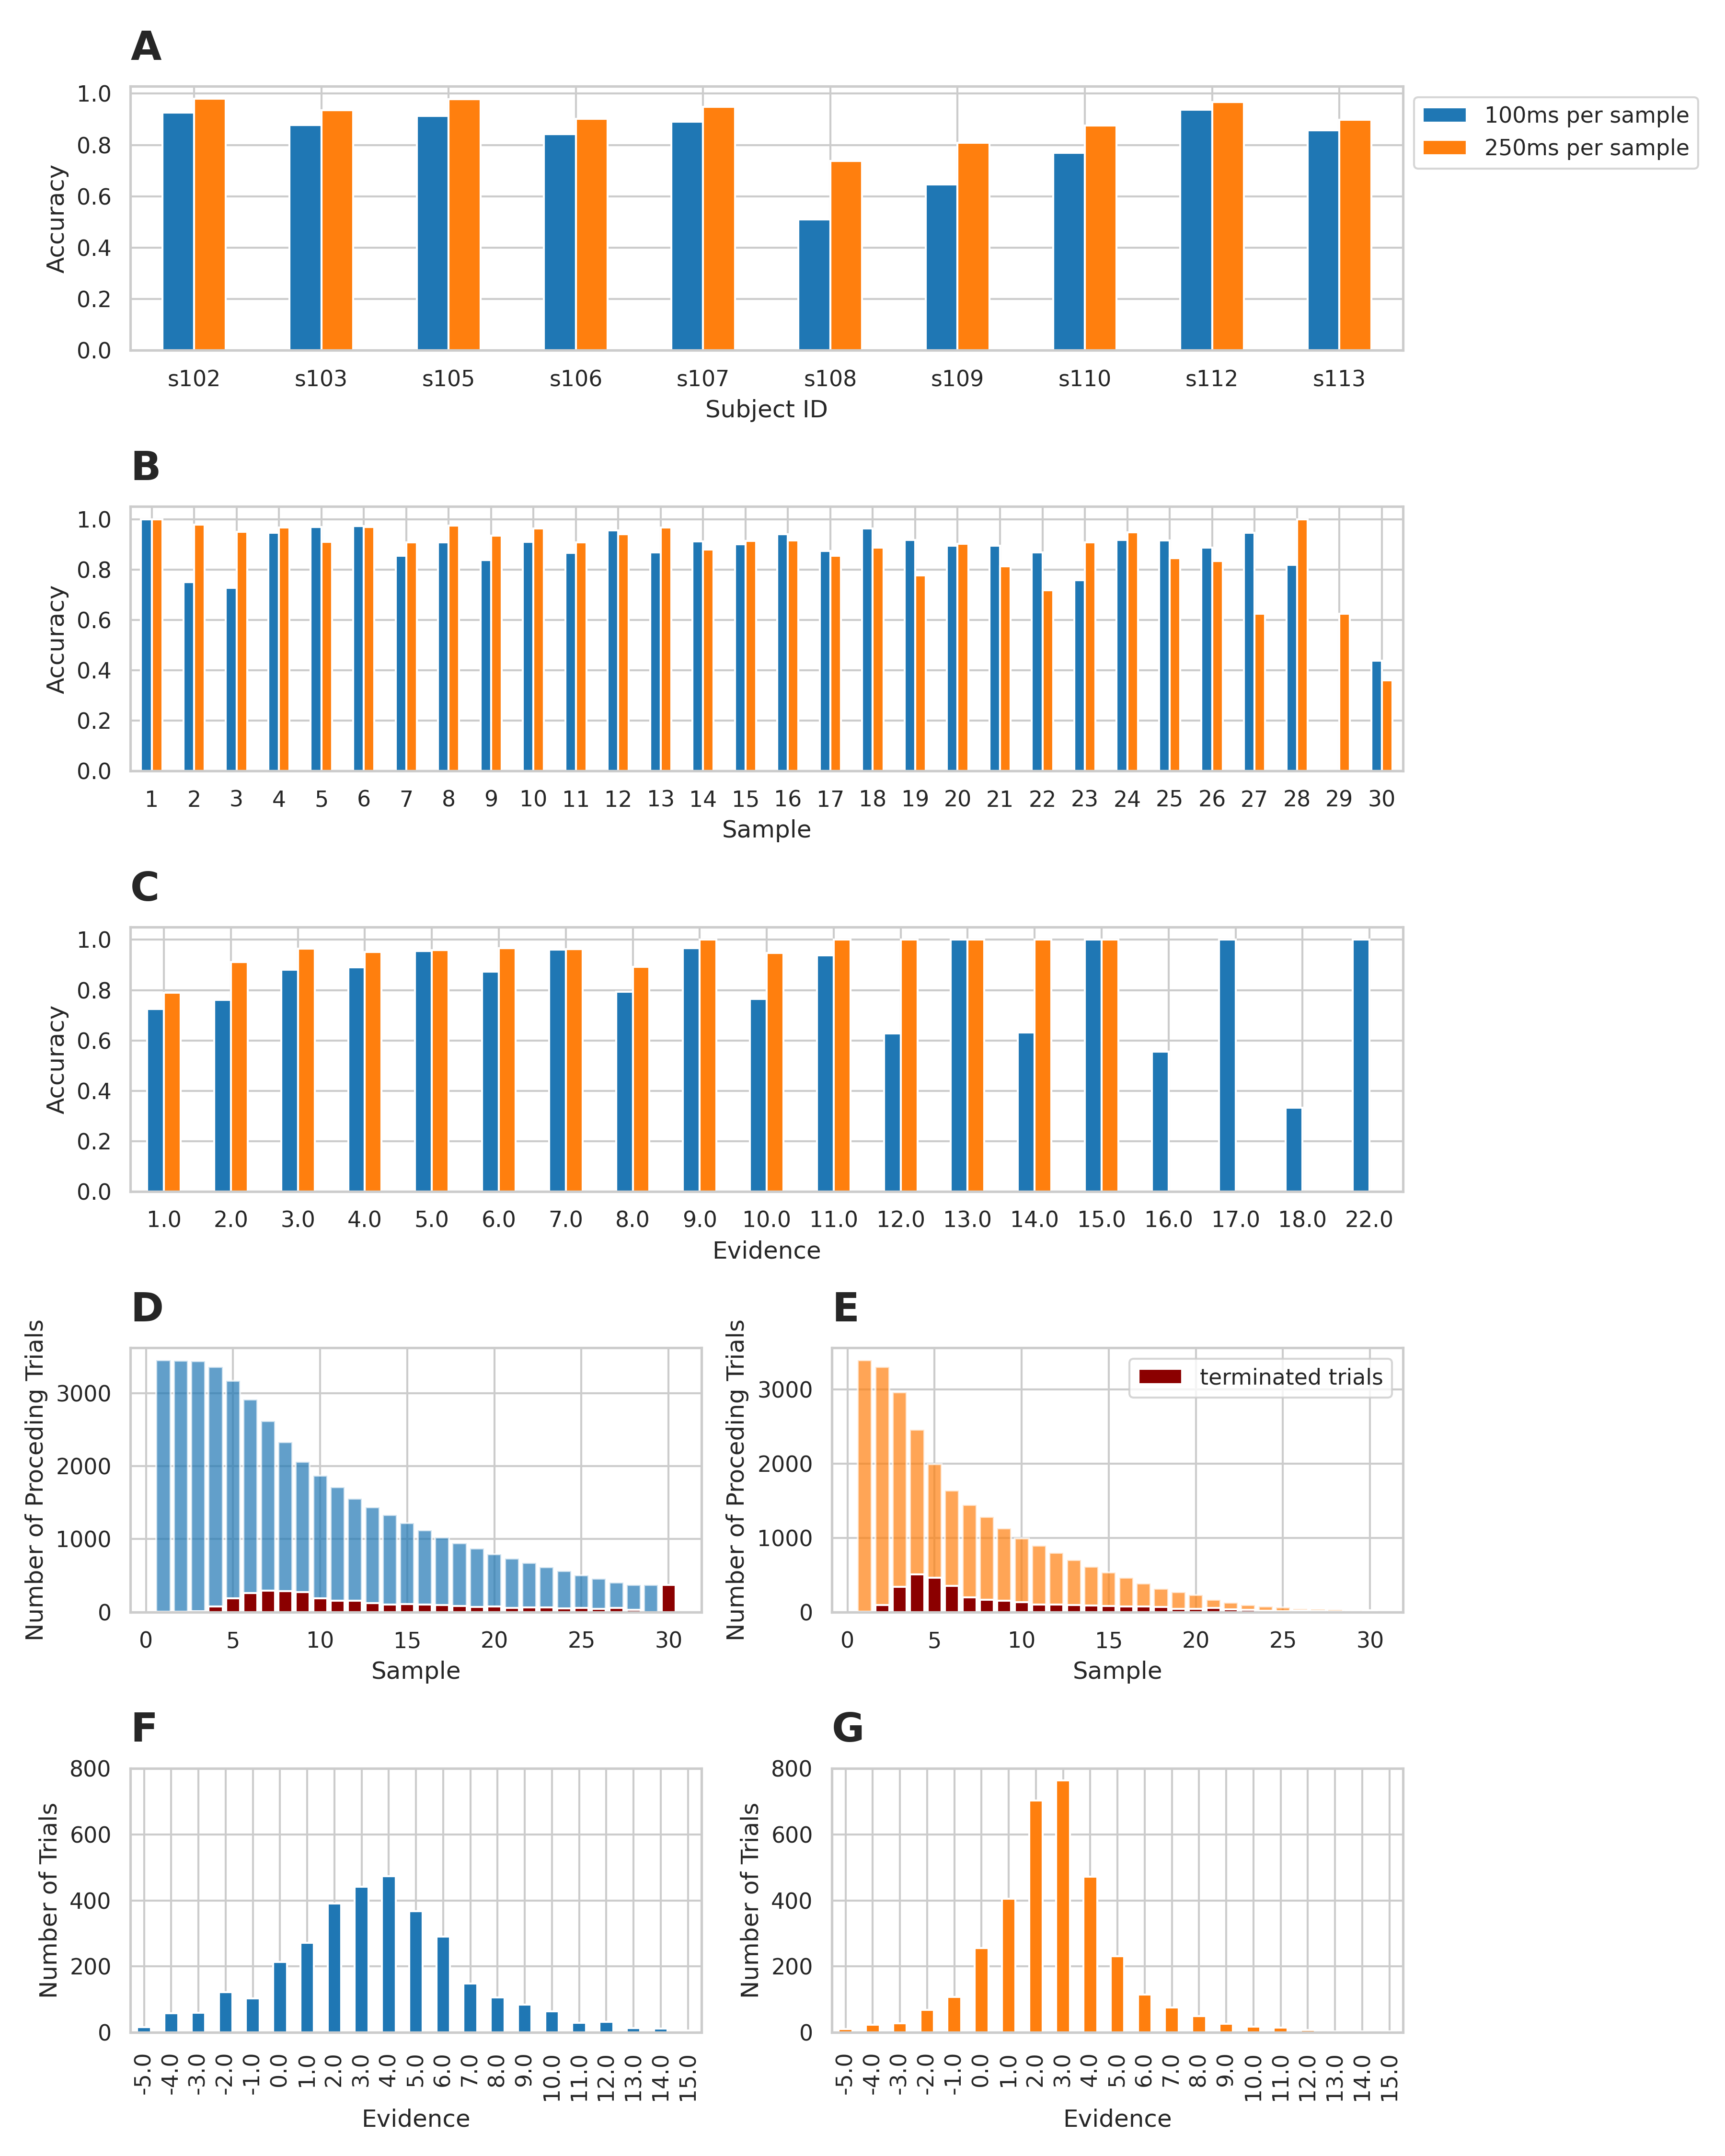 A
Accuracy
1.0
0.8
0.6
0.4
0.2
0.0
s102 s103 s105 s106 s107 s108 s109 s110 s112 s113
Subject ID
100ms per sample
250ms per sample
B
Accuracy
1.0
0.8
0.6
0.4
0.2
0.0
1 2 3 4 5 6 7 8 9 10 11 12 13 14 15 16 17 18 19 20 21 22 23 24 25 26 27 28 29 30
Sample
C
Accuracy
1.0
0.8
0.6
0.4
0.2
0.0
1.0 2.0 3.0 4.0 5.0 6.0 7.0 8.0 9.0 10.0 11.0 12.0 13.0 14.0 15.0 16.0 17.0 18.0 22.0
Evidence
D
Number of Proceding Trials
3000
2000
1000
0
0 5 10 15 20 25 30
Sample
E
Number of Proceding Trials
3000
2000
1000
0
terminated trials
0 5 10 15 20 25 30
Sample
F
Number of Trials
800
600
400
200
0
-5.0 -4.0 -3.0 -2.0 -1.0 0.0 1.0 2.0 3.0 4.0 5.0 6.0 7.0 8.0 9.0 10.0 11.0 12.0 13.0 14.0 15.0
Evidence
G
Number of Trials
800
600
400
200
0
-5.0 -4.0 -3.0 -2.0 -1.0 0.0 1.0 2.0 3.0 4.0 5.0 6.0 7.0 8.0 9.0 10.0 11.0 12.0 13.0 14.0 15.0
Evidence